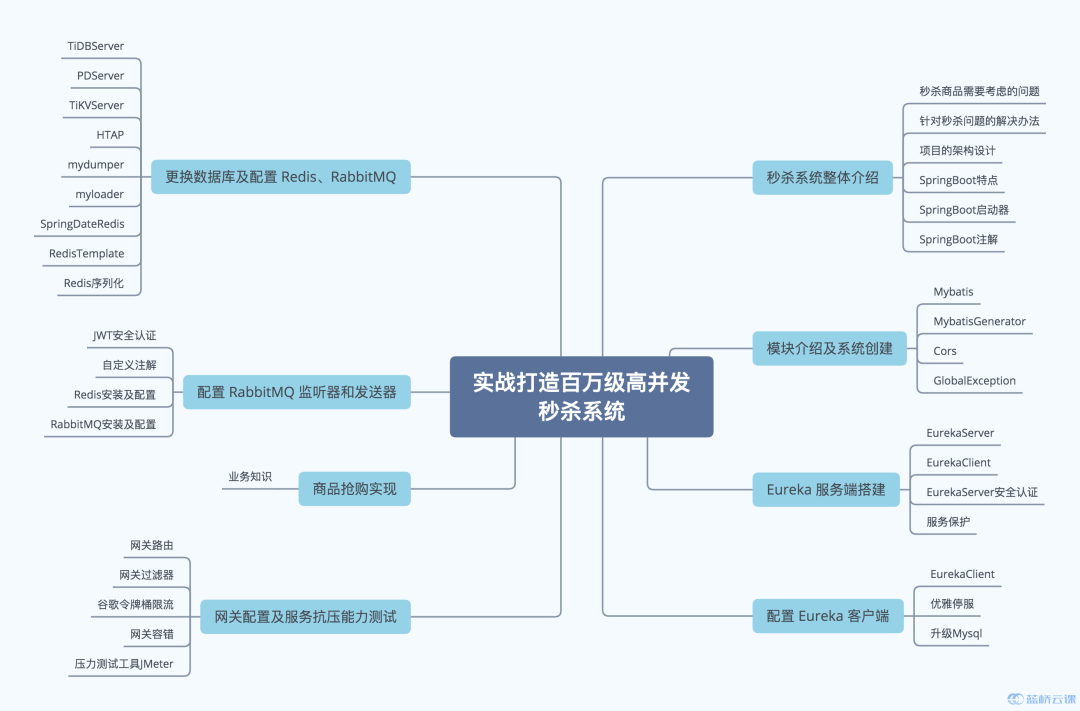 实战打造百万级高并发
秒杀系统
秒杀系统整体介绍
秒杀商品需要考虑的问题
针对秒杀问题的解决办法
项目的架构设计
SpringBoot特点
SpringBoot启动器
SpringBoot注解
模块介绍及系统创建
Mybatis
MybatisGenerator
Cors
GlobalException
Eureka 服务端搭建
EurekaServer
EurekaClient
EurekaServer安全认证
服务保护
配置 Eureka 客户端
EurekaClient
优雅停服
升级Mysql
更换数据库及配置 Redis、RabbitMQ
TiDBServer
PDServer
TiKVServer
HTAP
mydumper
myloader
SpringDateRedis
RedisTemplate
Redis序列化
配置 RabbitMQ 监听器和发送器
JWT安全认证
自定义注解
Redis安装及配置
RabbitMQ安装及配置
商品抢购实现
业务知识
网关配置及服务抗压能力测试
网关路由
网关过滤器
谷歌令牌桶限流
网关容错
压力测试工具JMeter
蓝桥云课